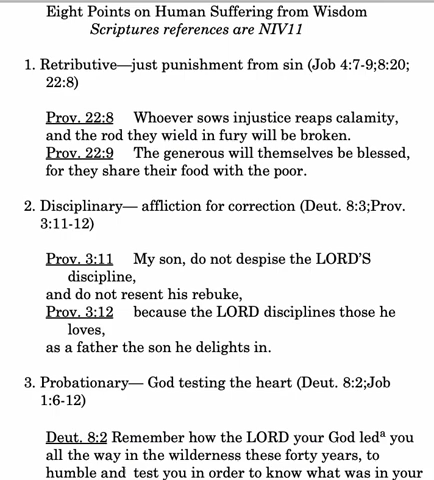 Eight Points on Human Suffering from Wisdom
Scriptures references are NIV11
1. Retributive—just punishment from sin (Job 4:7-9;8:20;
22:8)
Prov. 22:8 Whoever sows injustice reaps calamity,
and the rod they wield in fury will be broken.
Prov. 22:9 The generous will themselves be blessed,
for they share their food with the poor.
2. Disciplinary— affliction for correction (Deut. 8:3;Prov.
3:11-12)
Prov. 3:11 My son, do not despise the LORD’S
discipline,
and do not resent his rebuke,
Prov. 3:12 because the LORD disciplines those he
loves,
as a father the son he delights in.
3. Probationary— God testing the heart (Deut. 8:2;Job
1:6-12)
Deut. 8:2 Remember how the LORD your God ledª you
all the way in the wilderness these forty years, to
humble and test you in order to know what was in your